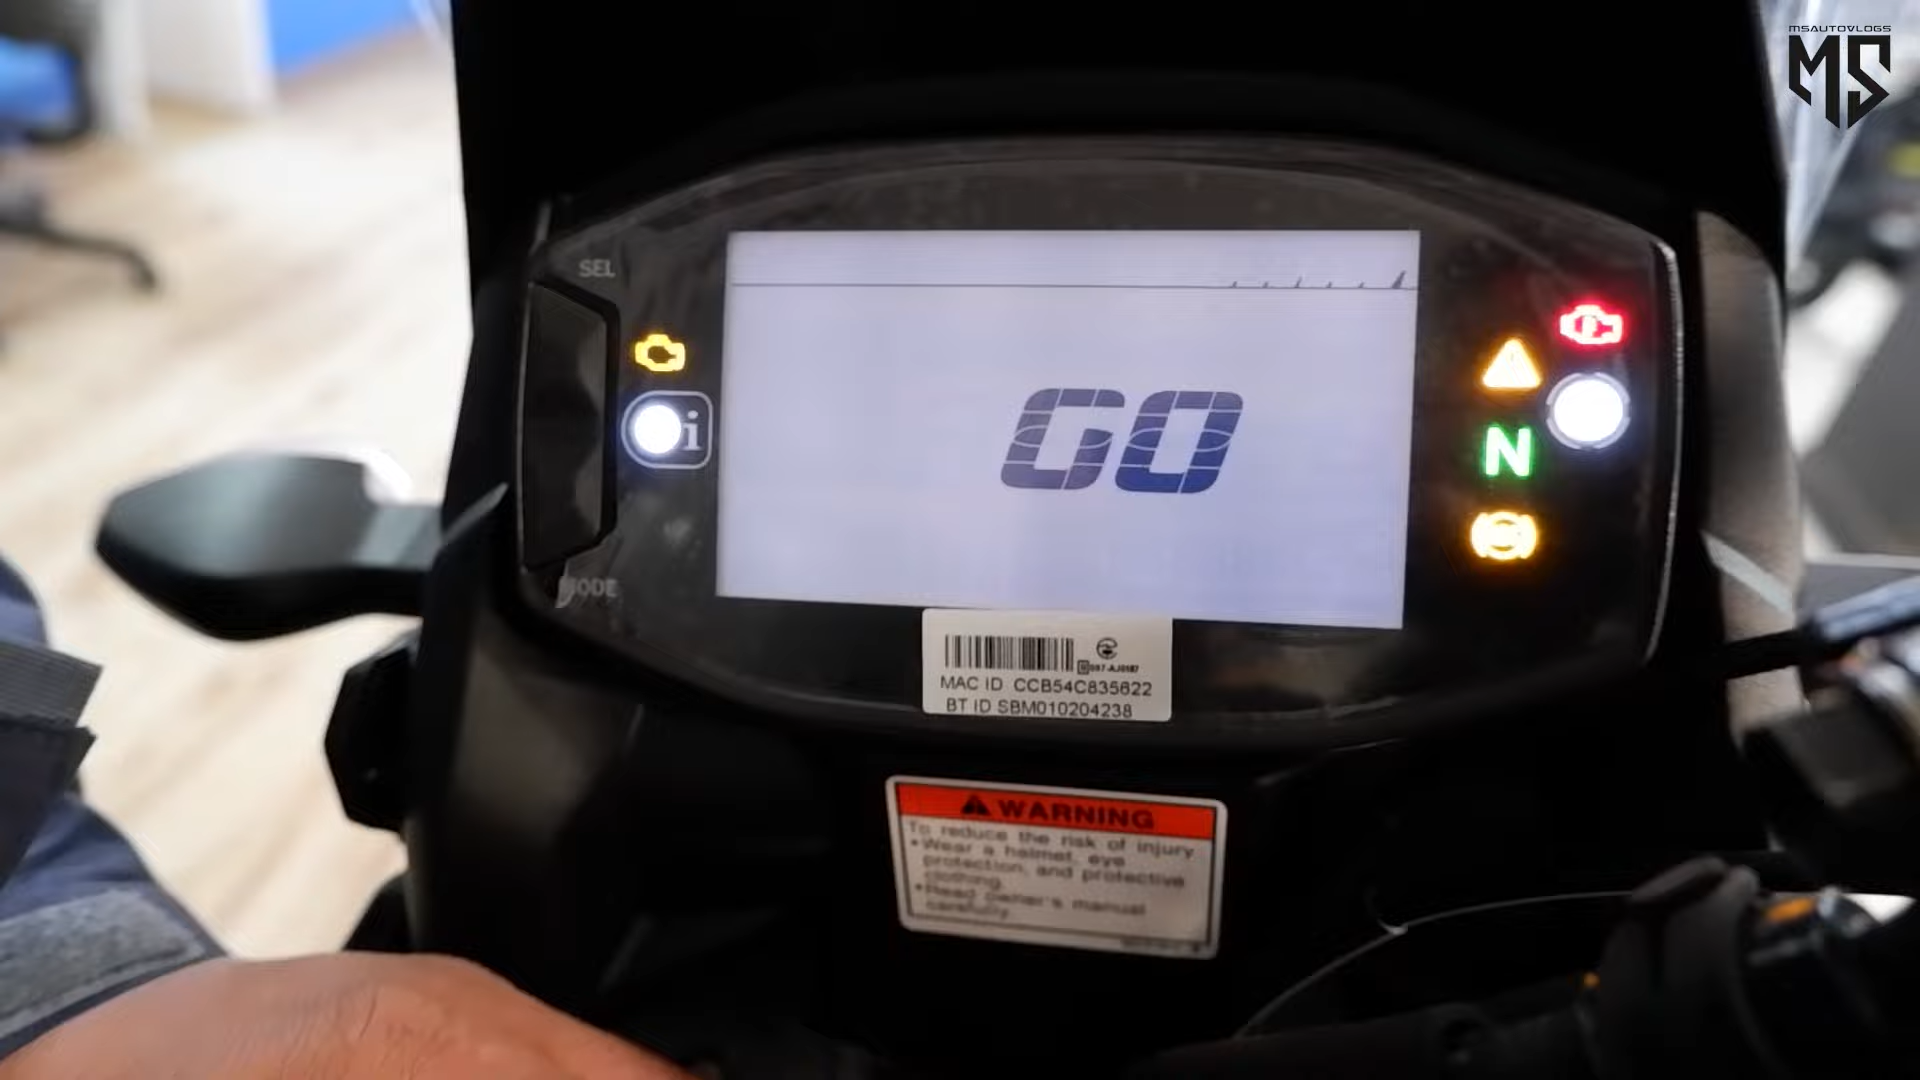 MSAUTOVLOGS
MS
SEL
i
GO
N
MODE
MAC ID CCB54C835622
BT ID SBM010204238
WARNING
To reduce the risk of injury
•Wear a helmet, eye
protection, and protective
clothing.
•Read owner's manual
carefully.